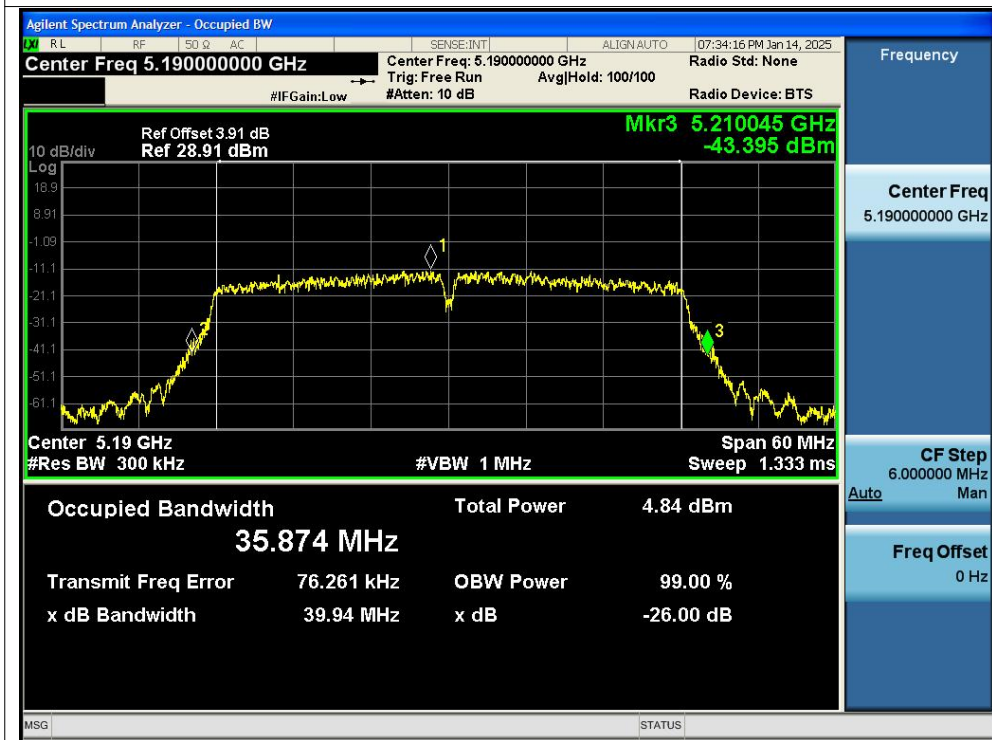 Agilent Spectrum Analyzer - Occupied BW
LXI RL RF 50 Ω AC SENSE:INT ALIGN AUTO 07:34:16 PM Jan 14, 2025
Center Freq 5.190000000 GHz
Center Freq: 5.190000000 GHz
Radio Std: None
Trig: Free Run Avg|Hold: 100/100
#IFGain:Low #Atten: 10 dB Radio Device: BTS
Frequency
Mkr3 5.210045 GHz
-43.395 dBm
Ref Offset 3.91 dB
10 dB/div Ref 28.91 dBm
Log
18.9
8.91
-1.09
-11.1
-21.1
-31.1
-41.1
-51.1
-61.1
1
2
3
Center 5.19 GHz Span 60 MHz
#Res BW 300 kHz #VBW 1 MHz Sweep 1.333 ms
Occupied Bandwidth Total Power 4.84 dBm
35.874 MHz
Transmit Freq Error 76.261 kHz OBW Power 99.00 %
x dB Bandwidth 39.94 MHz x dB -26.00 dB
Center Freq
5.190000000 GHz
CF Step
6.000000 MHz
Auto Man
Freq Offset
0 Hz
MSG STATUS